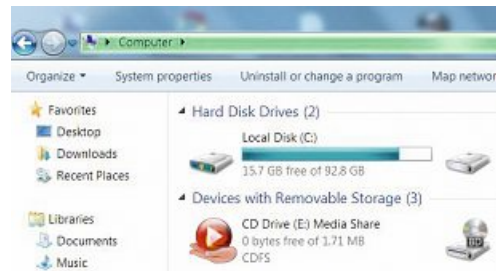 Computer
Organize
System properties
Uninstall or change a program
Map networ
Favorites
Desktop
Downloads
Recent Places
Libraries
Documents
Music
Hard Disk Drives (2)
Local Disk (C:)
15.7 GB free of 92.8 GB
Devices with Removable Storage (3)
CD Drive (E:) Media Share
0 bytes free of 1.71 MB
CDFS